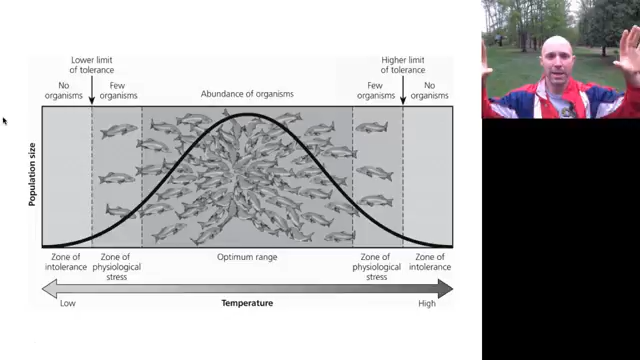 Lower limit
of tolerance
Higher limit
of tolerance
No
organisms
Few
organisms
Abundance of organisms
Few
organisms
No
organisms
Population size
Zone of
intolerance
Zone of
physiological
stress
Optimum range
Zone of
physiological
stress
Zone of
intolerance
Low
Temperature
High